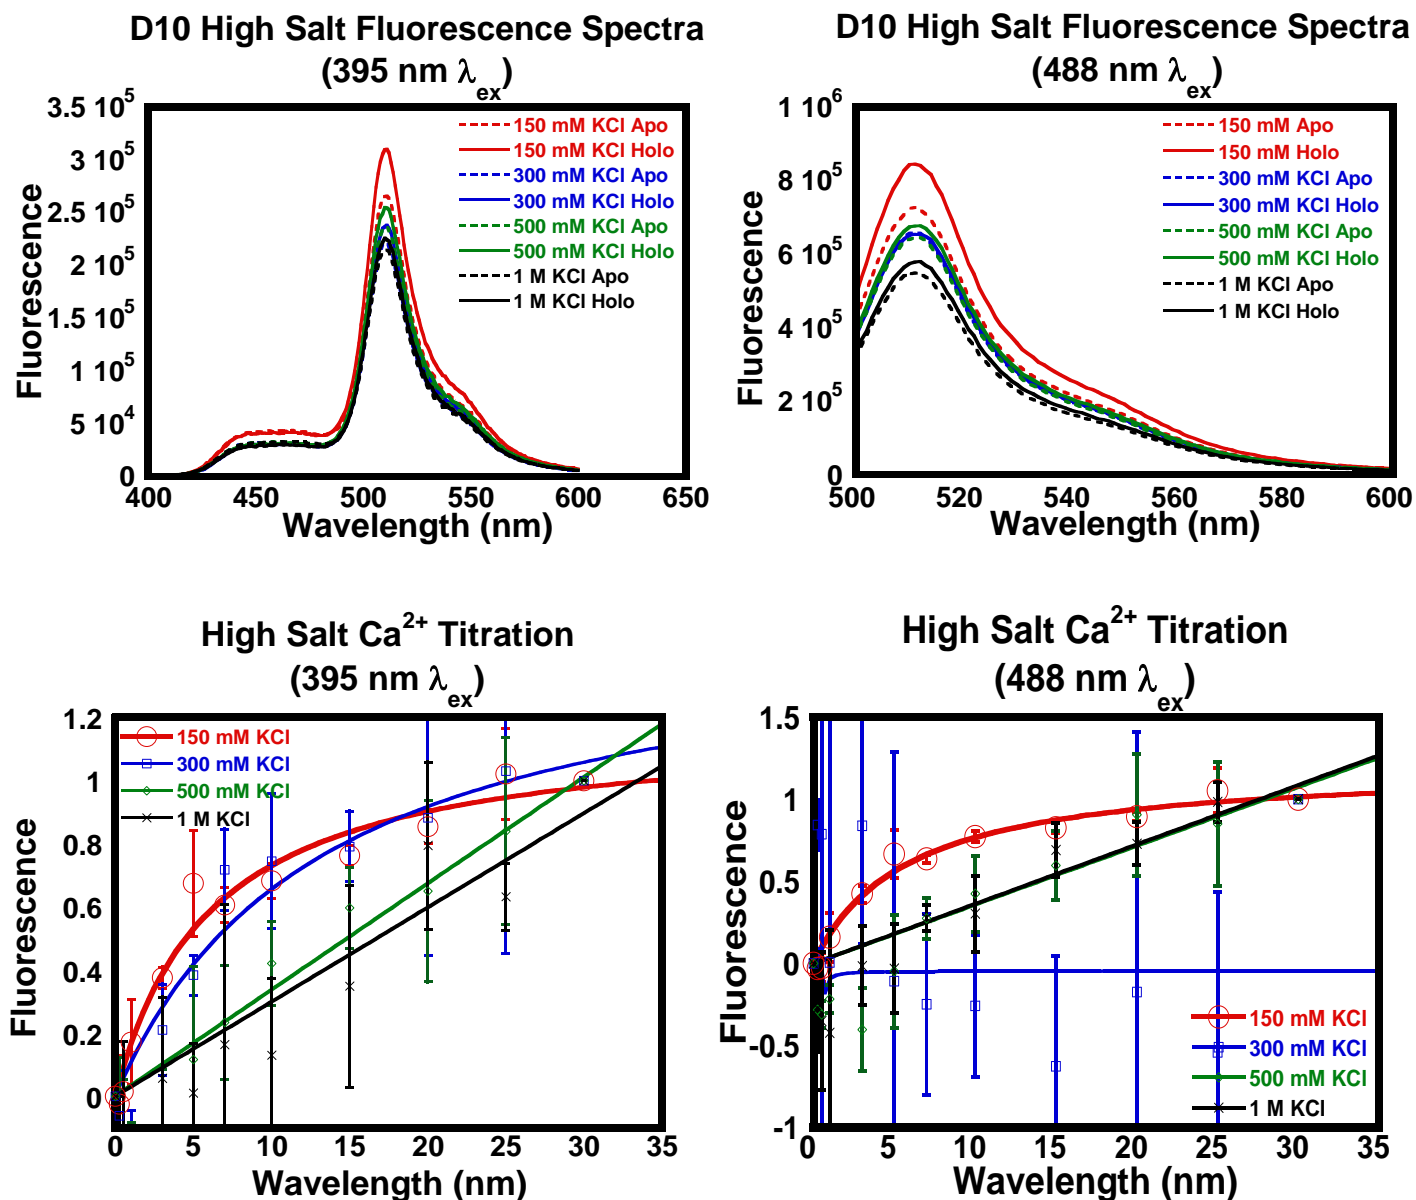 D10 High Salt Fluorescence Spectra
(395 nm λex)
3.5 10^5
3 10^5
2.5 10^5
2 10^5
1.5 10^5
1 10^5
5 10^4
0
Fluorescence
150 mM KCl Apo
150 mM KCl Holo
300 mM KCl Apo
300 mM KCl Holo
500 mM KCl Apo
500 mM KCl Holo
1 M KCl Apo
1 M KCl Holo
400 450 500 550 600 650
Wavelength (nm)
D10 High Salt Fluorescence Spectra
(488 nm λex)
1 10^6
8 10^5
6 10^5
4 10^5
2 10^5
0
Fluorescence
150 mM Apo
150 mM Holo
300 mM KCl Apo
300 mM KCl Holo
500 mM KCl Apo
500 mM KCl Holo
1 M KCl Apo
1 M KCl Holo
500 520 540 560 580 600
Wavelength (nm)
High Salt Ca^2+ Titration
(395 nm λex)
1.2
1
0.8
0.6
0.4
0.2
0
Fluorescence
150 mM KCl
300 mM KCl
500 mM KCl
1 M KCl
0 5 10 15 20 25 30 35
Wavelength (nm)
High Salt Ca^2+ Titration
(488 nm λex)
1.5
1
0.5
0
-0.5
-1
Fluorescence
150 mM KCl
300 mM KCl
500 mM KCl
1 M KCl
0 5 10 15 20 25 30 35
Wavelength (nm)